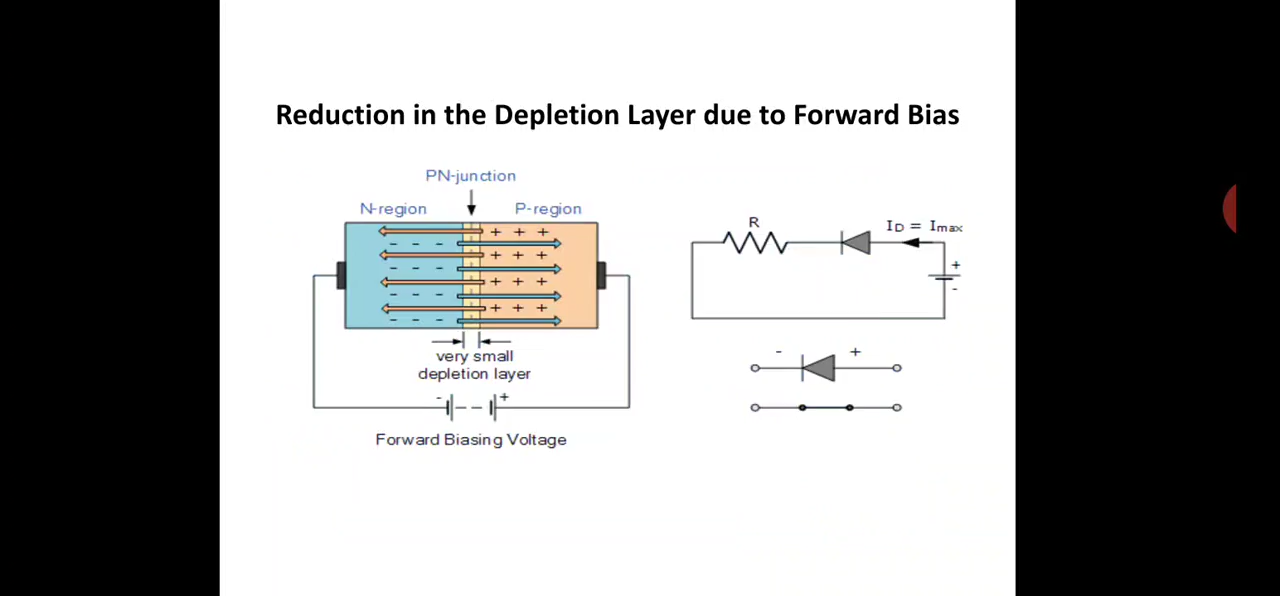 Reduction in the Depletion Layer due to Forward Bias
PN-junction
N-region
P-region
+ + +
- - -
+ + +
- - -
+ + +
- - -
+ + +
- - -
very small
depletion layer
- +
Forward Biasing Voltage
R
ID = Imax
+
-
- +